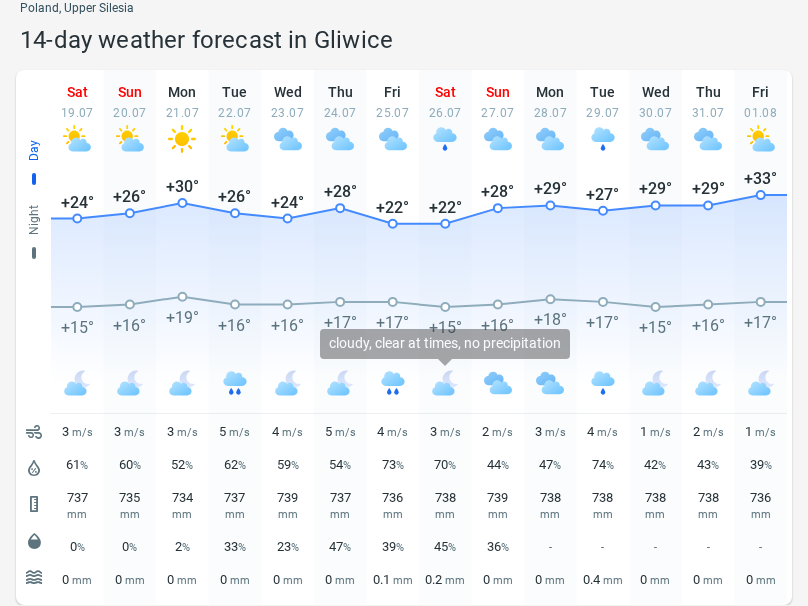 Poland, Upper Silesia
14-day weather forecast in Gliwice
Sat Sun Mon Tue Wed Thu Fri Sat Sun Mon Tue Wed Thu Fri
19.07 20.07 21.07 22.07 23.07 24.07 25.07 26.07 27.07 28.07 29.07 30.07 31.07 01.08
Day
+24° +26° +30° +26° +24° +28° +22° +22° +28° +29° +27° +29° +29° +33°
Night
+15° +16° +19° +16° +16° +17° +17° +15° +16° +18° +17° +15° +16° +17°
cloudy, clear at times, no precipitation
3 m/s 3 m/s 3 m/s 5 m/s 4 m/s 5 m/s 4 m/s 3 m/s 2 m/s 3 m/s 4 m/s 1 m/s 2 m/s 1 m/s
61% 60% 52% 62% 59% 54% 73% 70% 44% 47% 74% 42% 43% 39%
737 735 734 737 739 737 736 738 739 738 738 738 738 736
mm mm mm mm mm mm mm mm mm mm mm mm mm mm
0% 0% 2% 33% 23% 47% 39% 45% 36% - - - - -
0 mm 0 mm 0 mm 0 mm 0 mm 0 mm 0.1 mm 0.2 mm 0 mm 0 mm 0.4 mm 0 mm 0 mm 0 mm